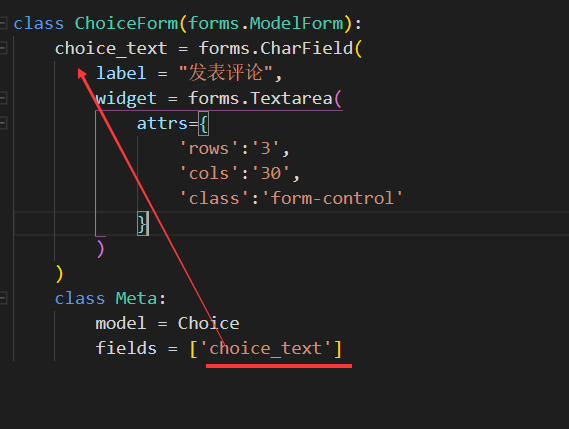 class ChoiceForm(forms.ModelForm):
choice_text = forms.CharField(
label = "发表评论",
widget = forms.Textarea(
attrs={
'rows':'3',
'cols':'30',
'class':'form-control'
}
)
)
class Meta:
model = Choice
fields = ['choice_text']